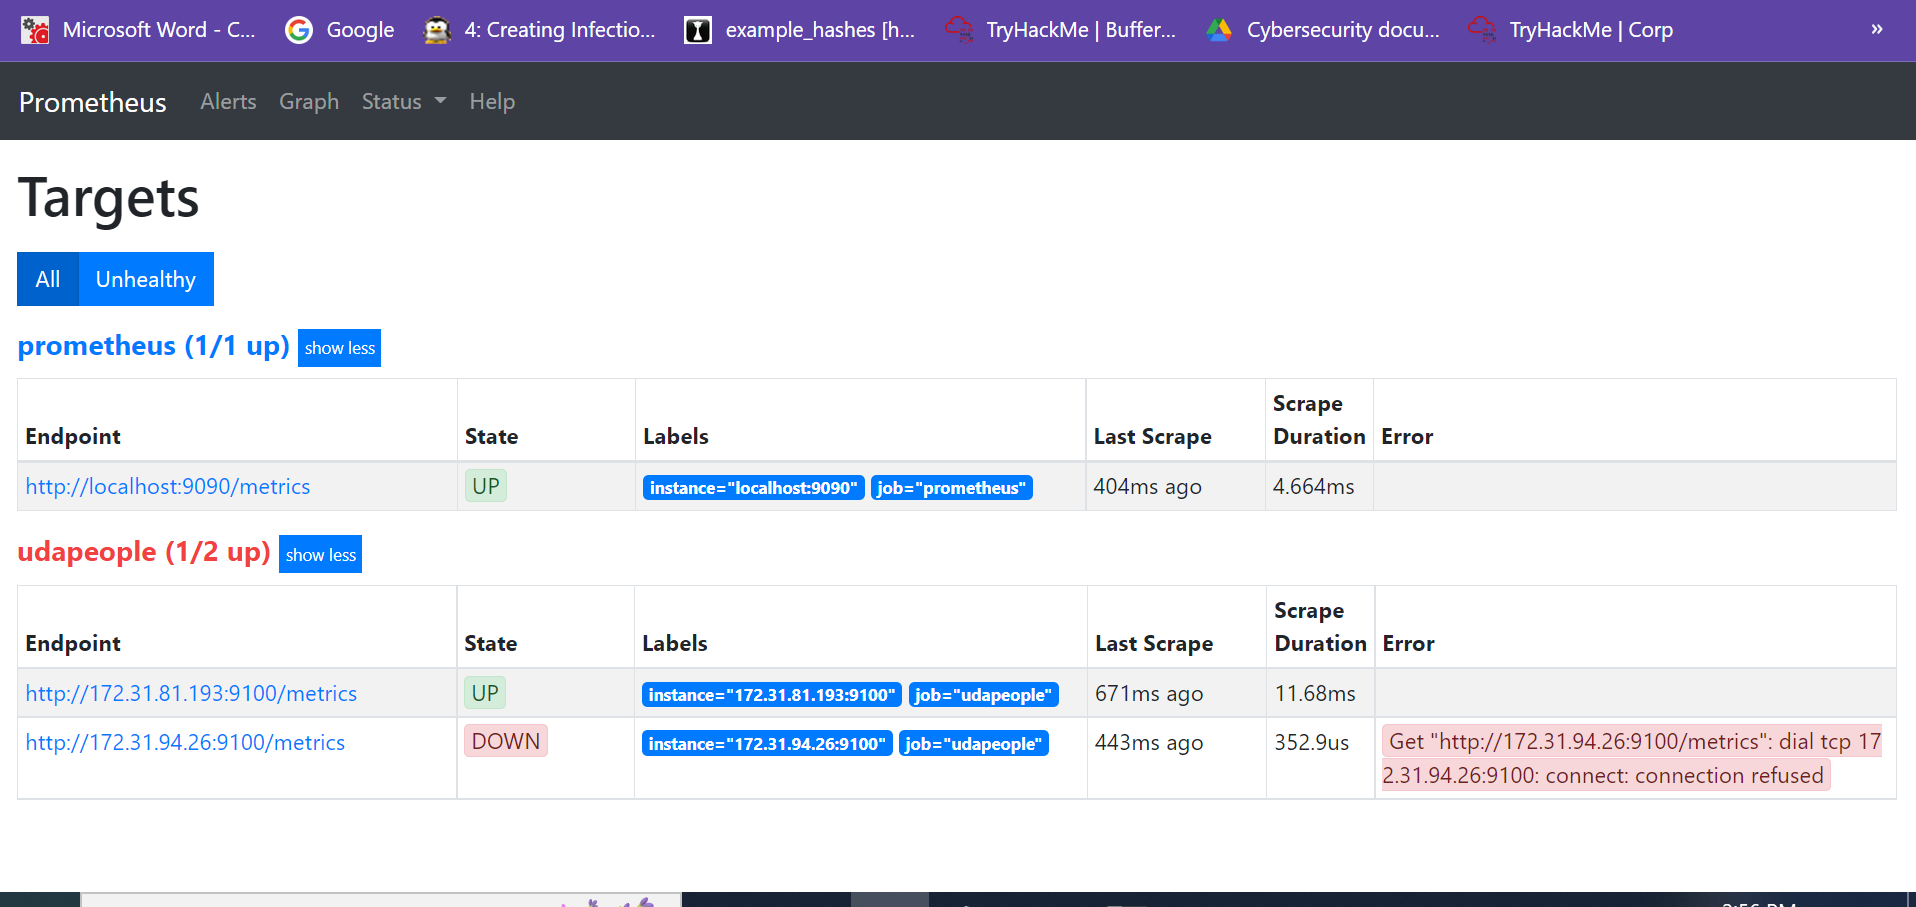 Microsoft Word - C... Google 4: Creating Infectio... example_hashes [h... TryHackMe | Buffer... Cybersecurity docu... TryHackMe | Corp »
Prometheus Alerts Graph Status Help
Targets
All Unhealthy
prometheus (1/1 up) show less
Endpoint State Labels Last Scrape Scrape Duration Error
http://localhost:9090/metrics UP instance="localhost:9090" job="prometheus" 404ms ago 4.664ms
udapeople (1/2 up) show less
Endpoint State Labels Last Scrape Scrape Duration Error
http://172.31.81.193:9100/metrics UP instance="172.31.81.193:9100" job="udapeople" 671ms ago 11.68ms
http://172.31.94.26:9100/metrics DOWN instance="172.31.94.26:9100" job="udapeople" 443ms ago 352.9us Get "http://172.31.94.26:9100/metrics": dial tcp 17
2.31.94.26:9100: connect: connection refused